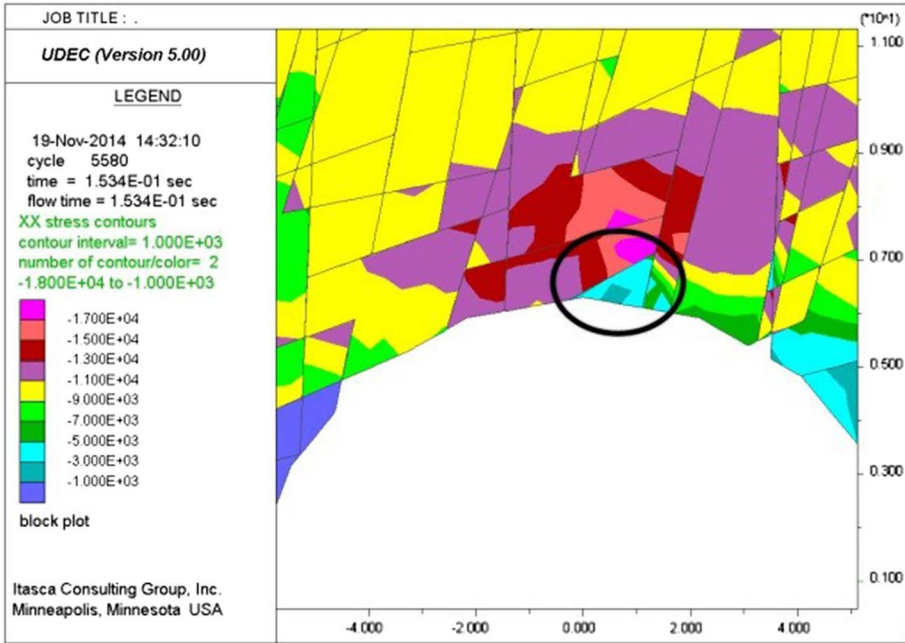 JOB TITLE : .
UDEC (Version 5.00)
LEGEND
19-Nov-2014 14:32:10
cycle 5580
time = 1.534E-01 sec
flow time = 1.534E-01 sec
XX stress contours
contour interval= 1.000E+03
number of contour/color= 2
-1.800E+04 to -1.000E+03
-1.700E+04
-1.500E+04
-1.300E+04
-1.100E+04
-9.000E+03
-7.000E+03
-5.000E+03
-3.000E+03
-1.000E+03
block plot
Itasca Consulting Group, Inc.
Minneapolis, Minnesota USA
(*10^1)
1.100
0.900
0.700
0.500
0.300
0.100
-4.000 -2.000 0.000 2.000 4.000